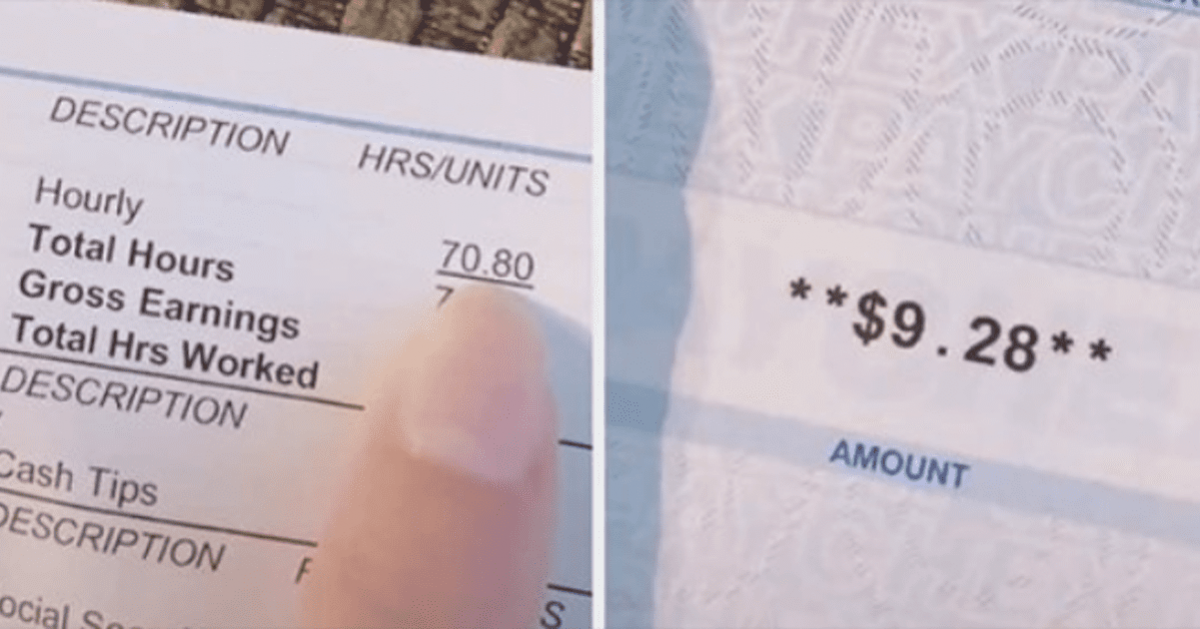 DESCRIPTION HRS/UNITS
Hourly 70.80
Total Hours 7
Gross Earnings
Total Hrs Worked
DESCRIPTION
Cash Tips
DESCRIPTION F
S
**$9.28**
AMOUNT